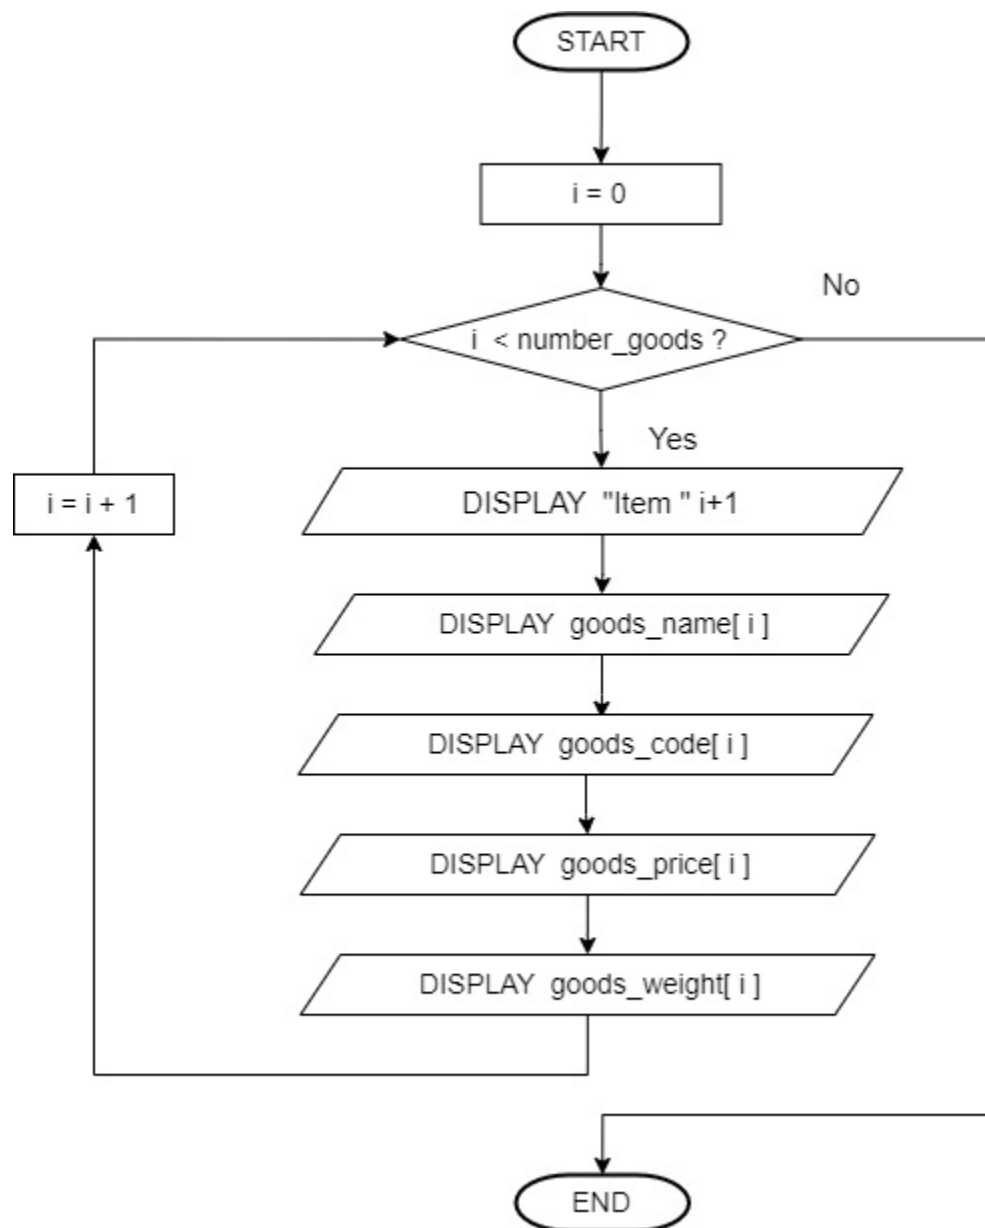 START
i = 0
No
i < number_goods ?
Yes
i = i + 1
DISPLAY "Item " i+1
DISPLAY goods_name[ i ]
DISPLAY goods_code[ i ]
DISPLAY goods_price[ i ]
DISPLAY goods_weight[ i ]
END